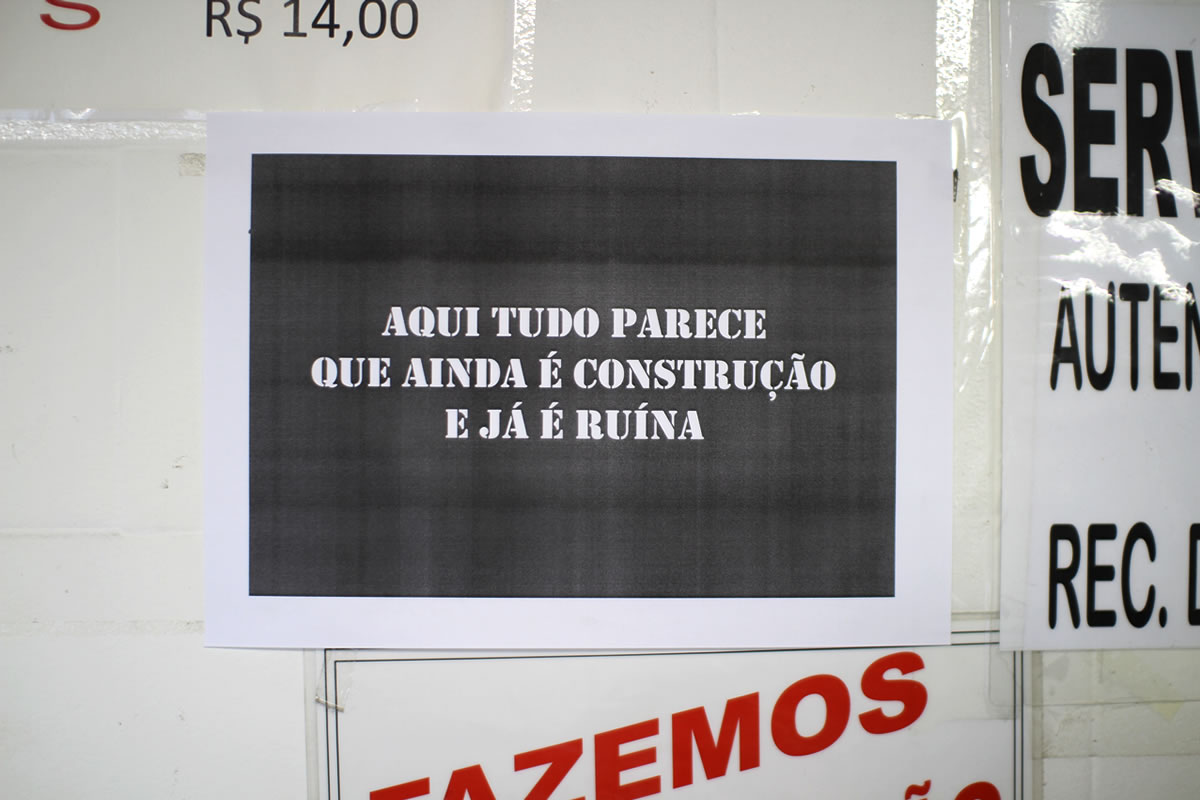 S
R$ 14,00
AQUI TUDO PARECE
QUE AINDA É CONSTRUÇÃO
E JÁ É RUÍNA
SERV
AUTEN
REC. D
FAZEMOS